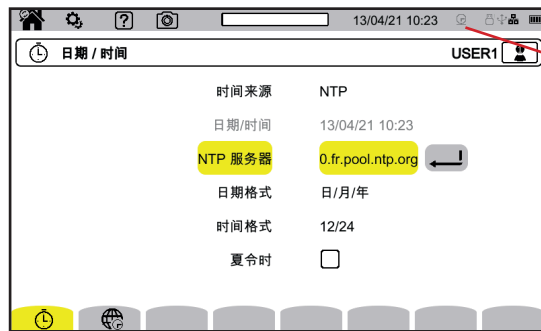 13/04/21 10:23
日期 / 时间 USER1
时间来源 NTP
日期/时间 13/04/21 10:23
NTP 服务器 0.fr.pool.ntp.org
日期格式 日/月/年
时间格式 12/24
夏令时